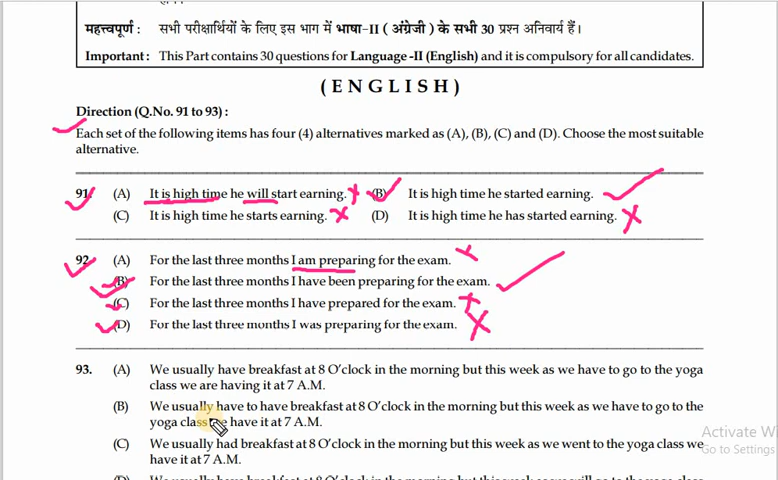 महत्त्वपूर्ण : सभी परीक्षार्थियों के लिए इस भाग में भाषा-II ( अंग्रेजी ) के सभी 30 प्रश्न अनिवार्य हैं।
Important : This Part contains 30 questions for Language -II (English) and it is compulsory for all candidates.
( E N G L I S H )
Direction (Q.No. 91 to 93) :
Each set of the following items has four (4) alternatives marked as (A), (B), (C) and (D). Choose the most suitable
alternative.
91. (A) It is high time he will start earning. (B) It is high time he started earning.
(C) It is high time he starts earning. (D) It is high time he has started earning.
92. (A) For the last three months I am preparing for the exam.
(B) For the last three months I have been preparing for the exam.
(C) For the last three months I have prepared for the exam.
(D) For the last three months I was preparing for the exam.
93. (A) We usually have breakfast at 8 O'clock in the morning but this week as we have to go to the yoga
class we are having it at 7 A.M.
(B) We usually have to have breakfast at 8 O'clock in the morning but this week as we have to go to the
yoga class we have it at 7 A.M.
(C) We usually had breakfast at 8 O'clock in the morning but this week as we went to the yoga class we
have it at 7 A.M.
Activate Wi
Go to Settings